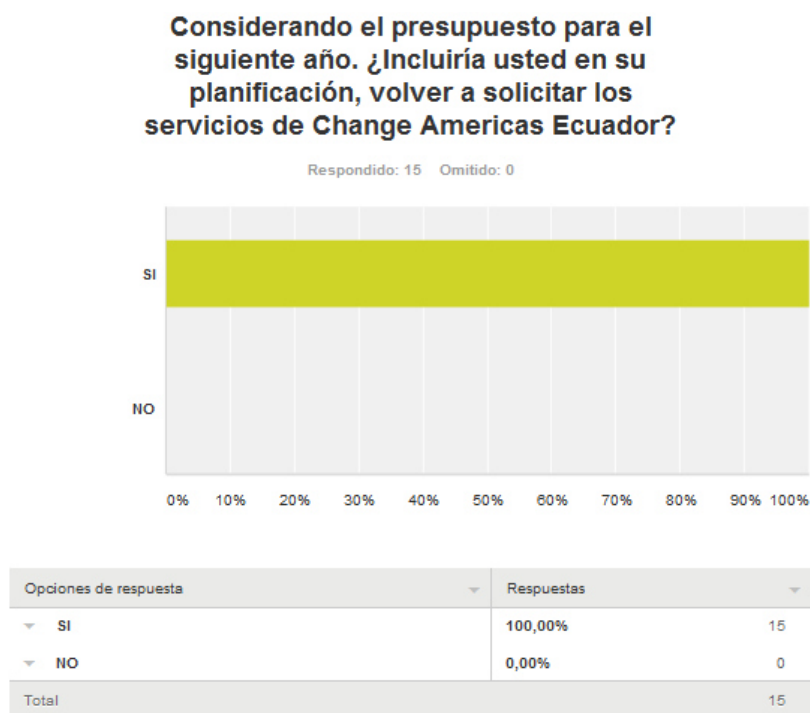 Considerando el presupuesto para el
siguiente año. ¿Incluiría usted en su
planificación, volver a solicitar los
servicios de Change Americas Ecuador?
Respondido: 15 Omitido: 0
SI
NO
0% 10% 20% 30% 40% 50% 60% 70% 80% 90% 100%
Opciones de respuesta Respuestas
SI 100,00% 15
NO 0,00% 0
Total 15